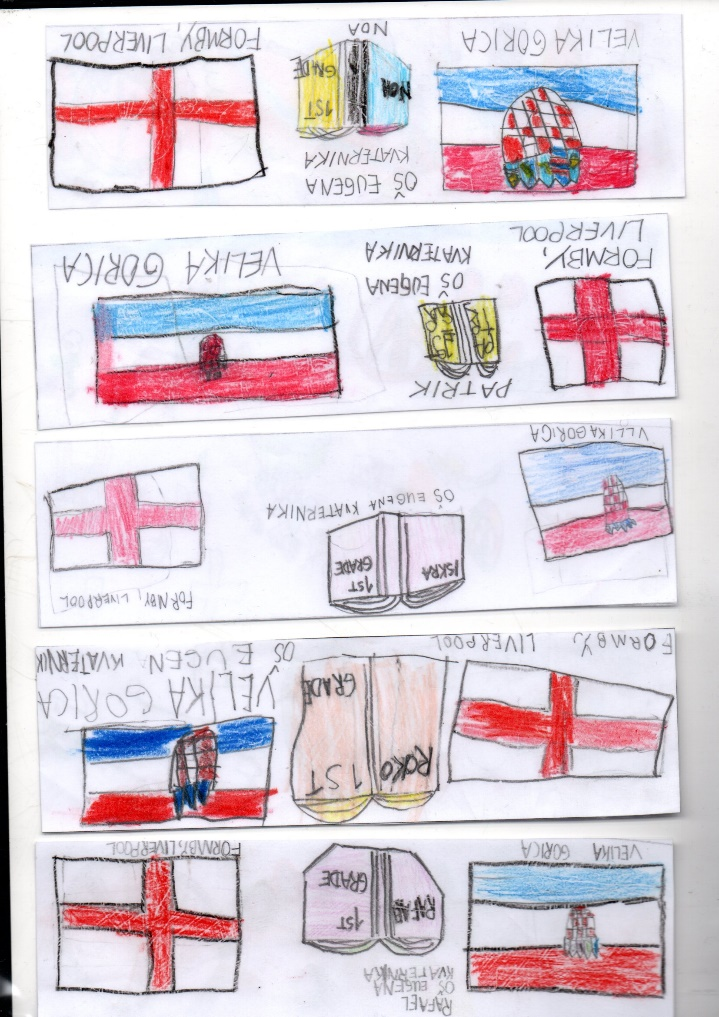 RAFAEL
OŠ EUGENA
KVATERNIKA
RAFAEL
1ST
GRADE
VELIKA GORICA
FORMBY, LIVERPOOL
ROKO
1ST
GRADE
FORMBY, LIVERPOOL
VELIKA GORICA
OŠ EUGEN KVATERNIK
FORMBY, LIVERPOOL
ISKRA
1ST
GRADE
OŠ EUGENA KVATERNIKA
VELIKA GORICA
PATRIK
OŠ EUGENA
KVATERNIKA
VELIKA GORICA
FORMBY,
LIVERPOOL
OŠ EUGENA
KVATERNIKA
NOA
1ST
GRADE
NOA
VELIKA GORICA
FORMBY, LIVERPOOL